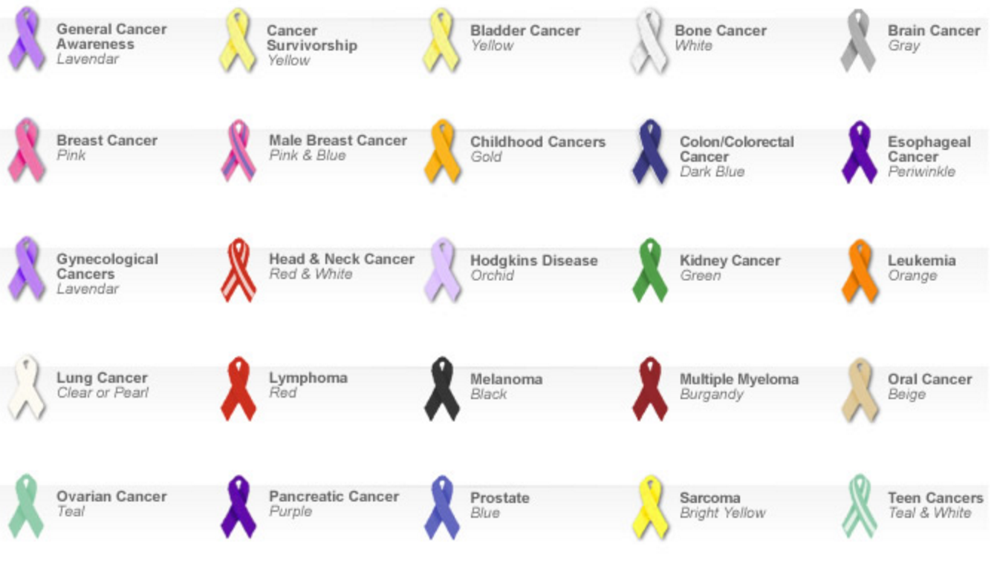 General Cancer
Awareness
Lavendar
Cancer
Survivorship
Yellow
Bladder Cancer
Yellow
Bone Cancer
White
Brain Cancer
Gray
Breast Cancer
Pink
Male Breast Cancer
Pink & Blue
Childhood Cancers
Gold
Colon/Colorectal
Cancer
Dark Blue
Esophageal
Cancer
Periwinkle
Gynecological
Cancers
Lavendar
Head & Neck Cancer
Red & White
Hodgkins Disease
Orchid
Kidney Cancer
Green
Leukemia
Orange
Lung Cancer
Clear or Pearl
Lymphoma
Red
Melanoma
Black
Multiple Myeloma
Burgandy
Oral Cancer
Beige
Ovarian Cancer
Teal
Pancreatic Cancer
Purple
Prostate
Blue
Sarcoma
Bright Yellow
Teen Cancers
Teal & White